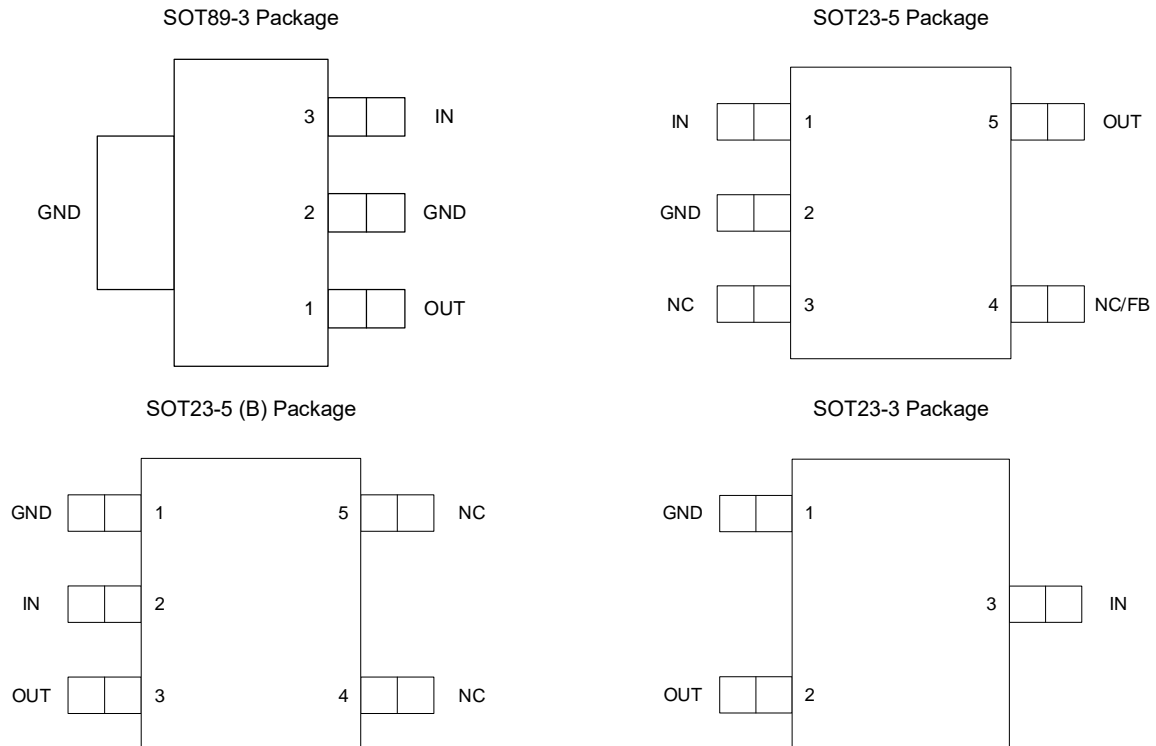 SOT89-3 Package
3 IN
GND 2 GND
1 OUT
SOT23-5 Package
IN 1 5 OUT
GND 2
NC 3 4 NC/FB
SOT23-5 (B) Package
GND 1 5 NC
IN 2
OUT 3 4 NC
SOT23-3 Package
GND 1
3 IN
OUT 2